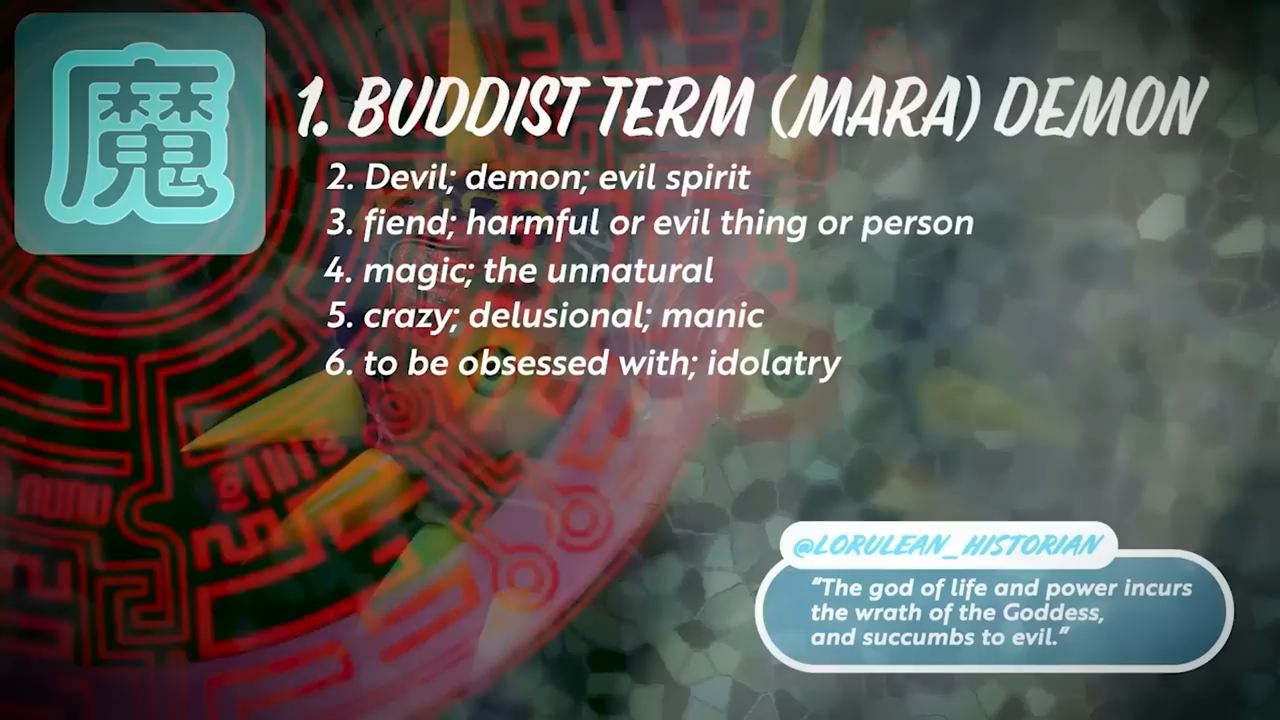 魔
1. BUDDIST TERM (MARA) DEMON
2. Devil; demon; evil spirit
3. fiend; harmful or evil thing or person
4. magic; the unnatural
5. crazy; delusional; manic
6. to be obsessed with; idolatry
@LORULEAN_HISTORIAN
“The god of life and power incurs
the wrath of the Goddess,
and succumbs to evil.”